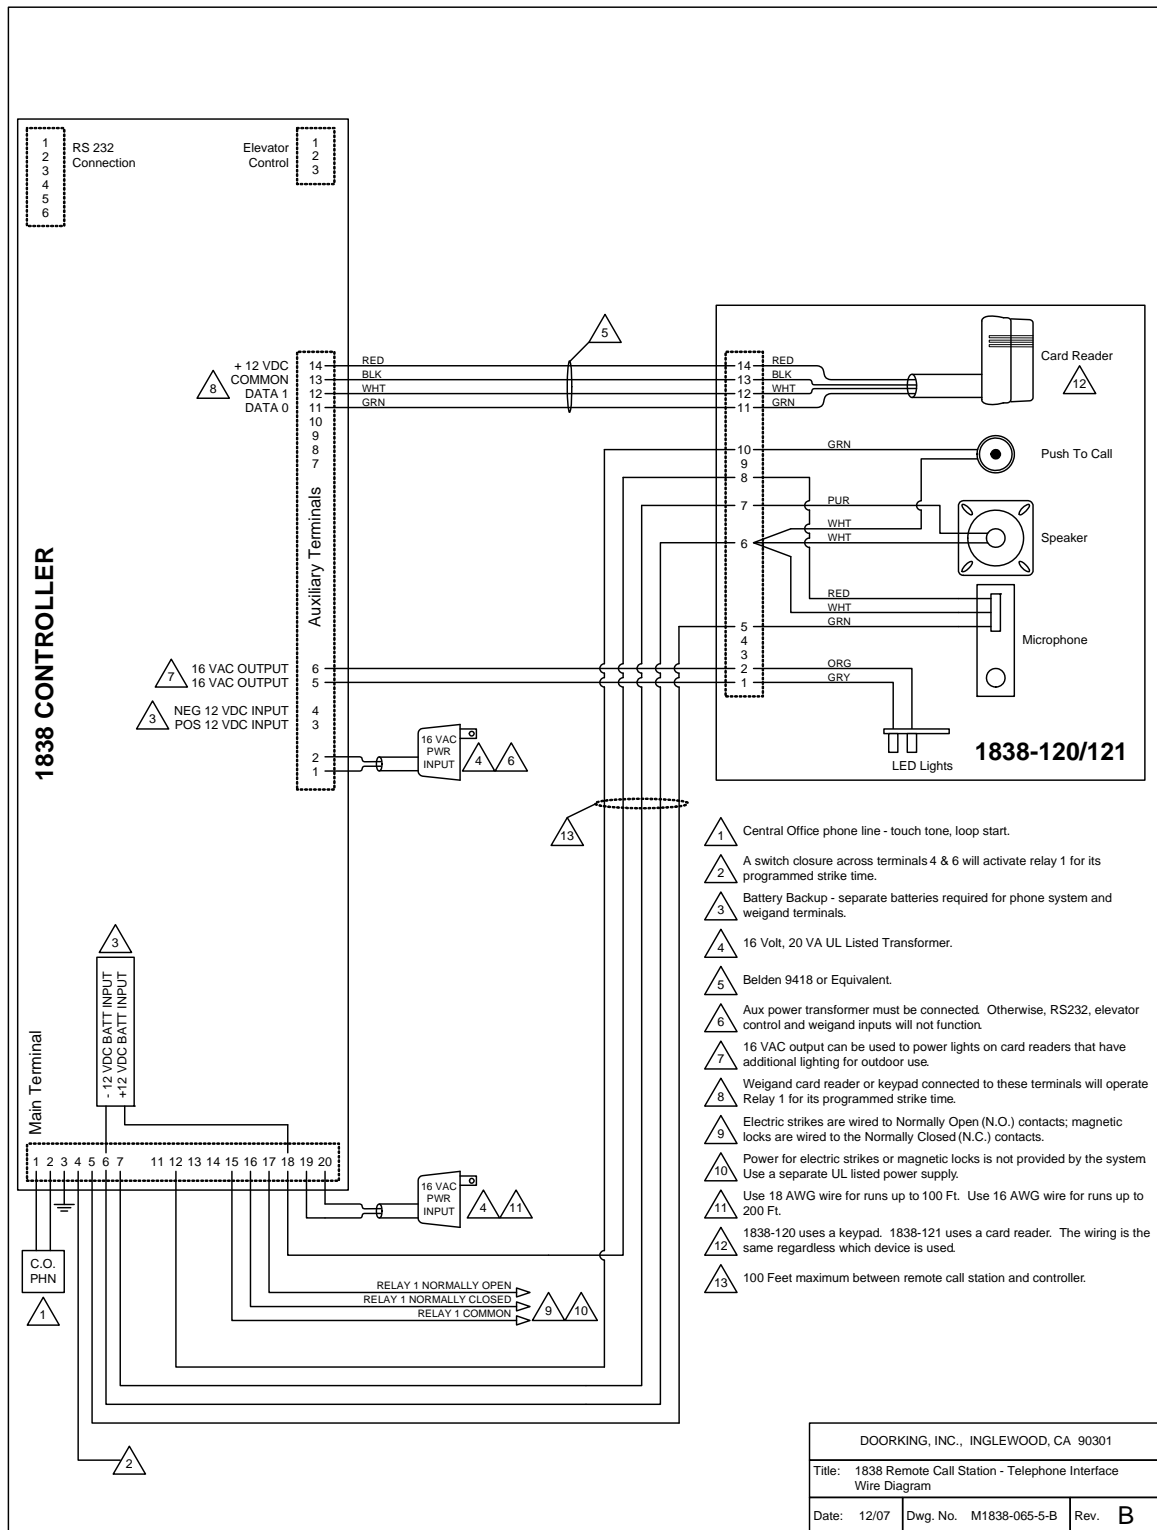 1
2
3
4
5
6
RS 232
Connection
Elevator
Control
1
2
3
1838 CONTROLLER
+ 12 VDC
COMMON
DATA 1
DATA 0
8
14
13
12
11
10
9
8
7
Auxiliary Terminals
RED
BLK
WHT
GRN
5
16 VAC OUTPUT
16 VAC OUTPUT
7
6
5
NEG 12 VDC INPUT
POS 12 VDC INPUT
3
4
3
2
1
16 VAC
PWR
INPUT
4
6
13
14
13
12
11
10
9
8
7
6
5
4
3
2
1
RED
BLK
WHT
GRN
Card Reader
12
GRN
Push To Call
PUR
WHT
WHT
Speaker
RED
WHT
GRN
Microphone
ORG
GRY
LED Lights
1838-120/121
3
- 12 VDC BATT INPUT
+12 VDC BATT INPUT
Main Terminal
1 2 3 4 5 6 7 11 12 13 14 15 16 17 18 19 20
C.O.
PHN
1
16 VAC
PWR
INPUT
4
11
RELAY 1 NORMALLY OPEN
RELAY 1 NORMALLY CLOSED
RELAY 1 COMMON
9
10
2
1 Central Office phone line - touch tone, loop start.
2 A switch closure across terminals 4 & 6 will activate relay 1 for its
programmed strike time.
3 Battery Backup - separate batteries required for phone system and
weigand terminals.
4 16 Volt, 20 VA UL Listed Transformer.
5 Belden 9418 or Equivalent.
6 Aux power transformer must be connected. Otherwise, RS232, elevator
control and weigand inputs will not function.
7 16 VAC output can be used to power lights on card readers that have
additional lighting for outdoor use.
8 Weigand card reader or keypad connected to these terminals will operate
Relay 1 for its programmed strike time.
9 Electric strikes are wired to Normally Open (N.O.) contacts; magnetic
locks are wired to the Normally Closed (N.C.) contacts.
10 Power for electric strikes or magnetic locks is not provided by the system.
Use a separate UL listed power supply.
11 Use 18 AWG wire for runs up to 100 Ft. Use 16 AWG wire for runs up to
200 Ft.
12 1838-120 uses a keypad. 1838-121 uses a card reader. The wiring is the
same regardless which device is used.
13 100 Feet maximum between remote call station and controller.
DOORKING, INC., INGLEWOOD, CA 90301
Title: 1838 Remote Call Station - Telephone Interface
Wire Diagram
Date: 12/07 Dwg. No. M1838-065-5-B Rev. B